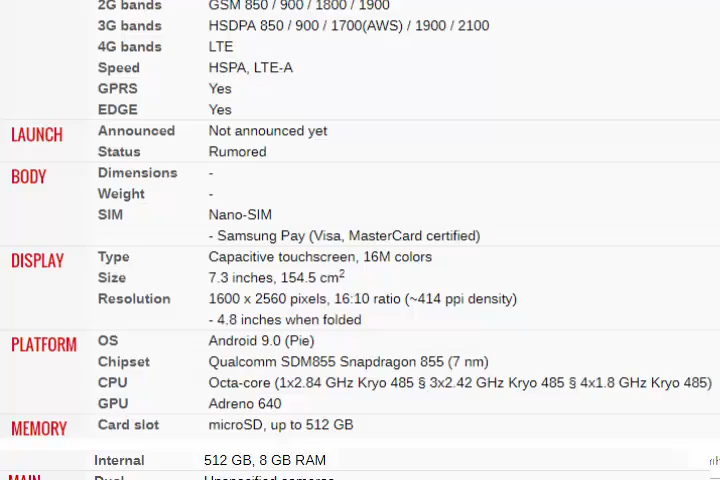 2G bands GSM 850 / 900 / 1800 / 1900
3G bands HSDPA 850 / 900 / 1700(AWS) / 1900 / 2100
4G bands LTE
Speed HSPA, LTE-A
GPRS Yes
EDGE Yes
LAUNCH Announced Not announced yet
Status Rumored
BODY Dimensions -
Weight -
SIM Nano-SIM
- Samsung Pay (Visa, MasterCard certified)
DISPLAY Type Capacitive touchscreen, 16M colors
Size 7.3 inches, 154.5 cm²
Resolution 1600 x 2560 pixels, 16:10 ratio (~414 ppi density)
- 4.8 inches when folded
PLATFORM OS Android 9.0 (Pie)
Chipset Qualcomm SDM855 Snapdragon 855 (7 nm)
CPU Octa-core (1x2.84 GHz Kryo 485 § 3x2.42 GHz Kryo 485 § 4x1.8 GHz Kryo 485)
GPU Adreno 640
MEMORY Card slot microSD, up to 512 GB
Internal 512 GB, 8 GB RAM
MAIN Dual Unspecified cameras